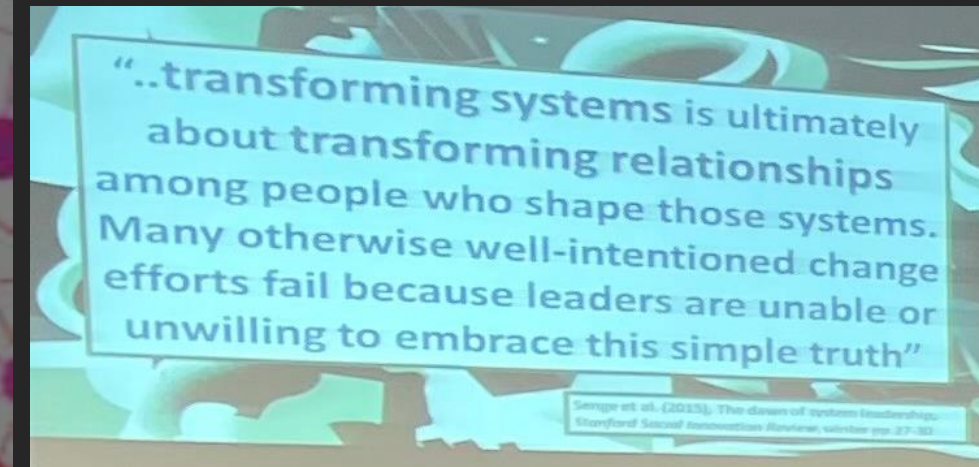 “..transforming systems is ultimately
about transforming relationships
among people who shape those systems.
Many otherwise well-intentioned change
efforts fail because leaders are unable or
unwilling to embrace this simple truth”
Senge et al. (2015), The dawn of system leadership,
Stanford Social Innovation Review, winter pp 27-